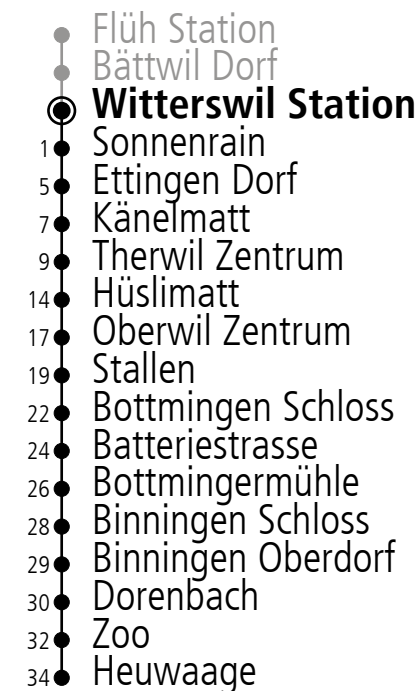 Flüh Station
Bättwil Dorf
Witterswil Station
1 Sonnenrain
5 Ettingen Dorf
7 Känelmatt
9 Therwil Zentrum
14 Hüslimatt
17 Oberwil Zentrum
19 Stallen
22 Bottmingen Schloss
24 Batteriestrasse
26 Bottmingermühle
28 Binningen Schloss
29 Binningen Oberdorf
30 Dorenbach
32 Zoo
34 Heuwaage